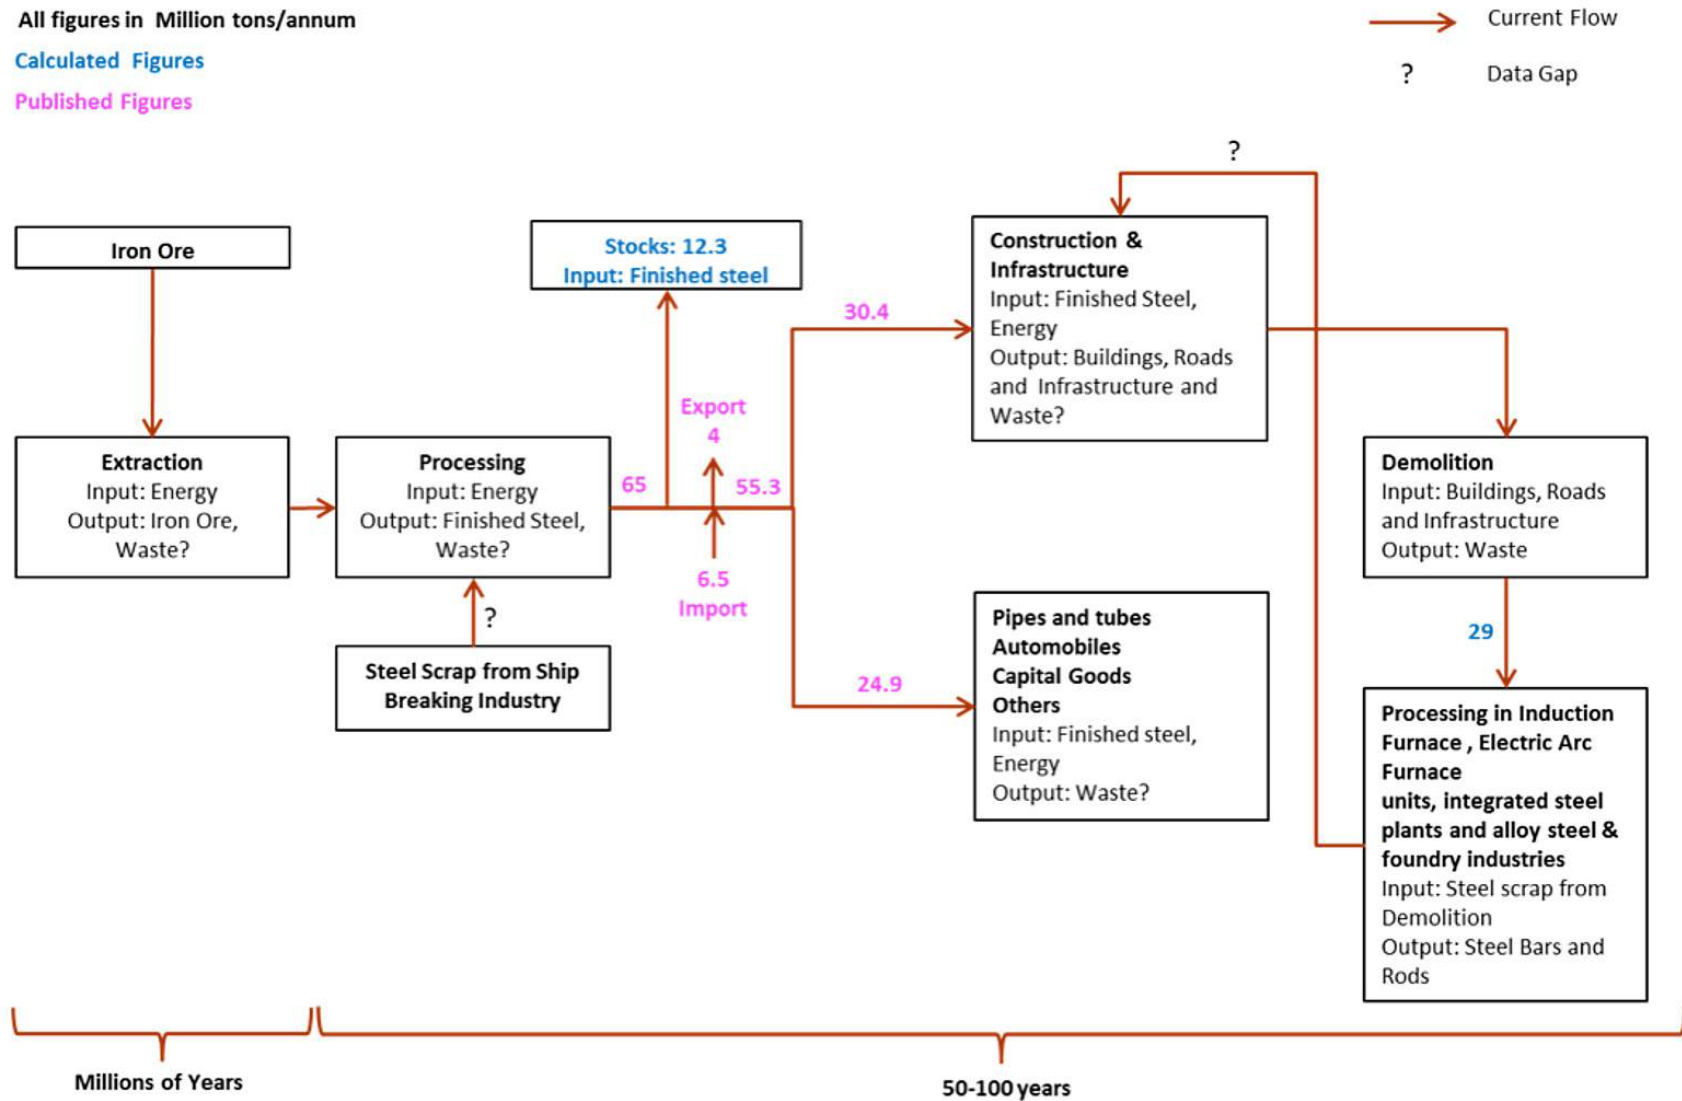 All figures in Million tons/annum
Calculated Figures
Published Figures
Current Flow
? Data Gap
?
Iron Ore
Stocks: 12.3
Input: Finished steel
Construction &
Infrastructure
Input: Finished Steel,
Energy
Output: Buildings, Roads
and Infrastructure and
Waste?
30.4
Export
4
Extraction
Input: Energy
Output: Iron Ore,
Waste?
Processing
Input: Energy
Output: Finished Steel,
Waste?
65
55.3
6.5
Import
Demolition
Input: Buildings, Roads
and Infrastructure
Output: Waste
?
Steel Scrap from Ship
Breaking Industry
24.9
Pipes and tubes
Automobiles
Capital Goods
Others
Input: Finished steel,
Energy
Output: Waste?
29
Processing in Induction
Furnace , Electric Arc
Furnace
units, integrated steel
plants and alloy steel &
foundry industries
Input: Steel scrap from
Demolition
Output: Steel Bars and
Rods
Millions of Years
50-100 years